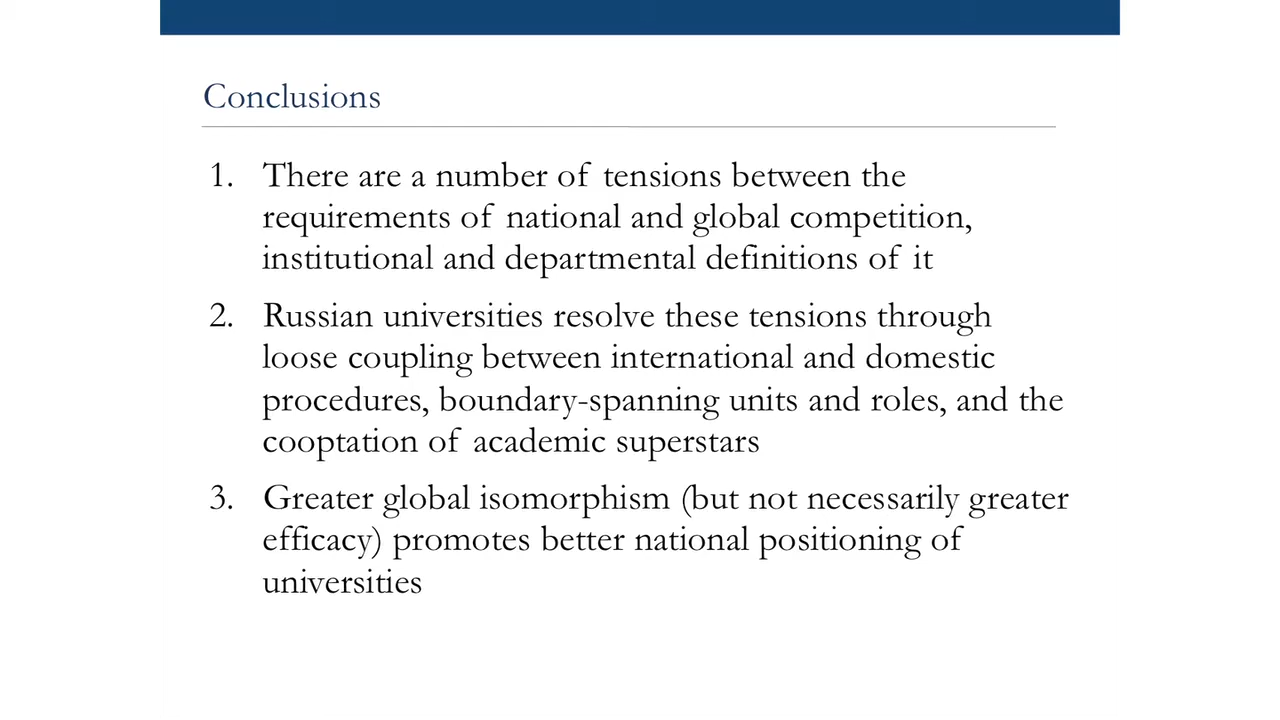 Conclusions
1. There are a number of tensions between the
requirements of national and global competition,
institutional and departmental definitions of it
2. Russian universities resolve these tensions through
loose coupling between international and domestic
procedures, boundary-spanning units and roles, and the
cooptation of academic superstars
3. Greater global isomorphism (but not necessarily greater
efficacy) promotes better national positioning of
universities